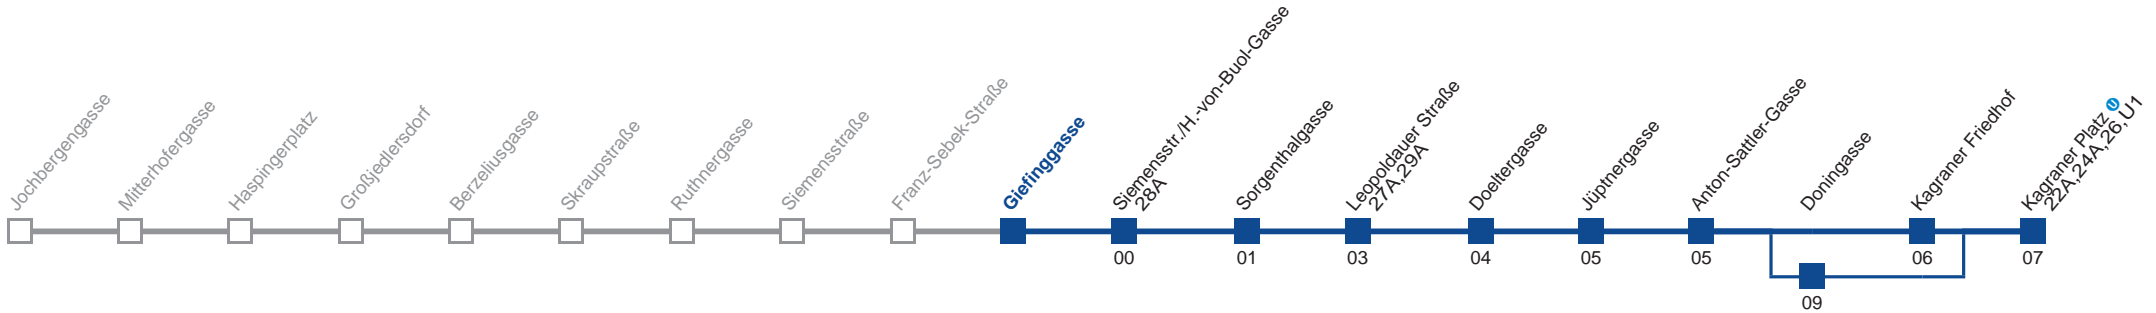 Jochbergengasse
Mitterhofergasse
Haspingerplatz
Großjedlersdorf
Berzeliusgasse
Skraupstraße
Ruthnergasse
Siemensstraße
Franz-Sebek-Straße
Giefinggasse
Siemensstr./H.-von-Buol-Gasse
28A
Sorgenthalgasse
Leopoldauer Straße
27A,29A
Doeltergasse
Jüptnergasse
Anton-Sattler-Gasse
Doningasse
Kagraner Friedhof
Kagraner Platz U
22A,24A,26,U1
00
01
03
04
05
05
06
07
09